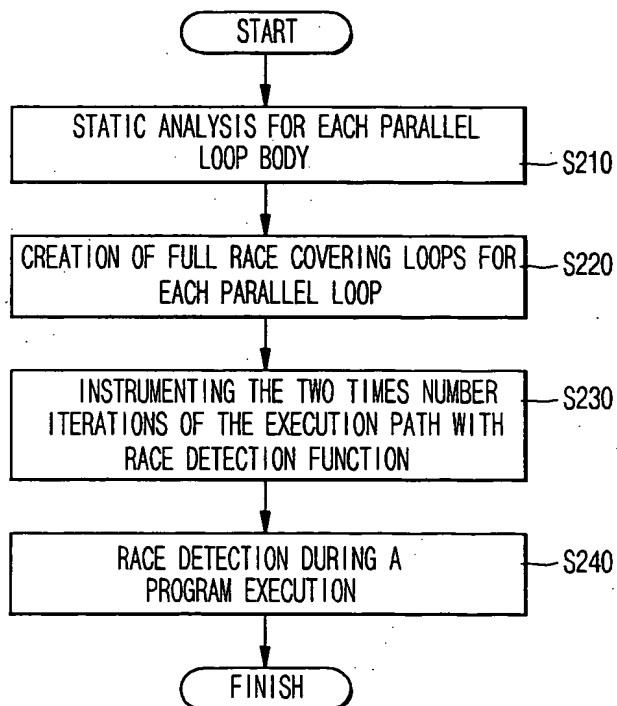 START
STATIC ANALYSIS FOR EACH PARALLEL
LOOP BODY
S210
CREATION OF FULL RACE COVERING LOOPS FOR
EACH PARALLEL LOOP
S220
INSTRUMENTING THE TWO TIMES NUMBER
ITERATIONS OF THE EXECUTION PATH WITH
RACE DETECTION FUNCTION
S230
RACE DETECTION DURING A
PROGRAM EXECUTION
S240
FINISH